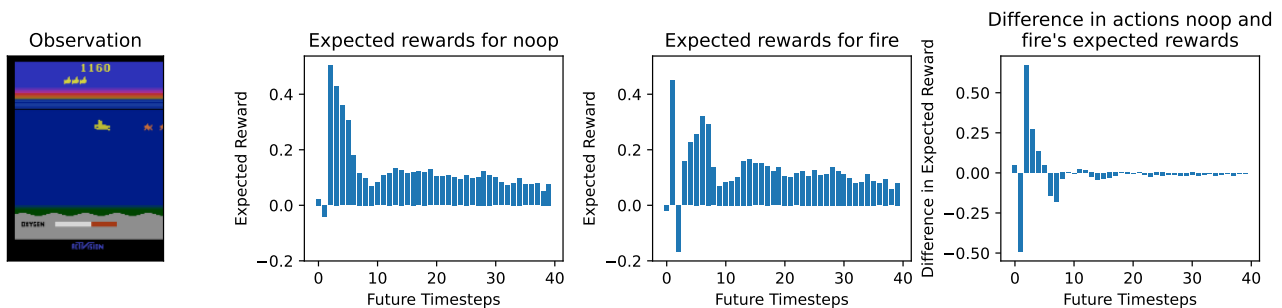 Observation
1160
OXYGEN
ACTIVISION
Expected rewards for noop
Expected Reward
0.4
0.2
0.0
−0.2
0
10
20
30
40
Future Timesteps
Expected rewards for fire
Expected Reward
0.4
0.2
0.0
−0.2
0
10
20
30
40
Future Timesteps
Difference in actions noop and
fire's expected rewards
Difference in Expected Reward
0.50
0.25
0.00
−0.25
−0.50
0
10
20
30
40
Future Timesteps